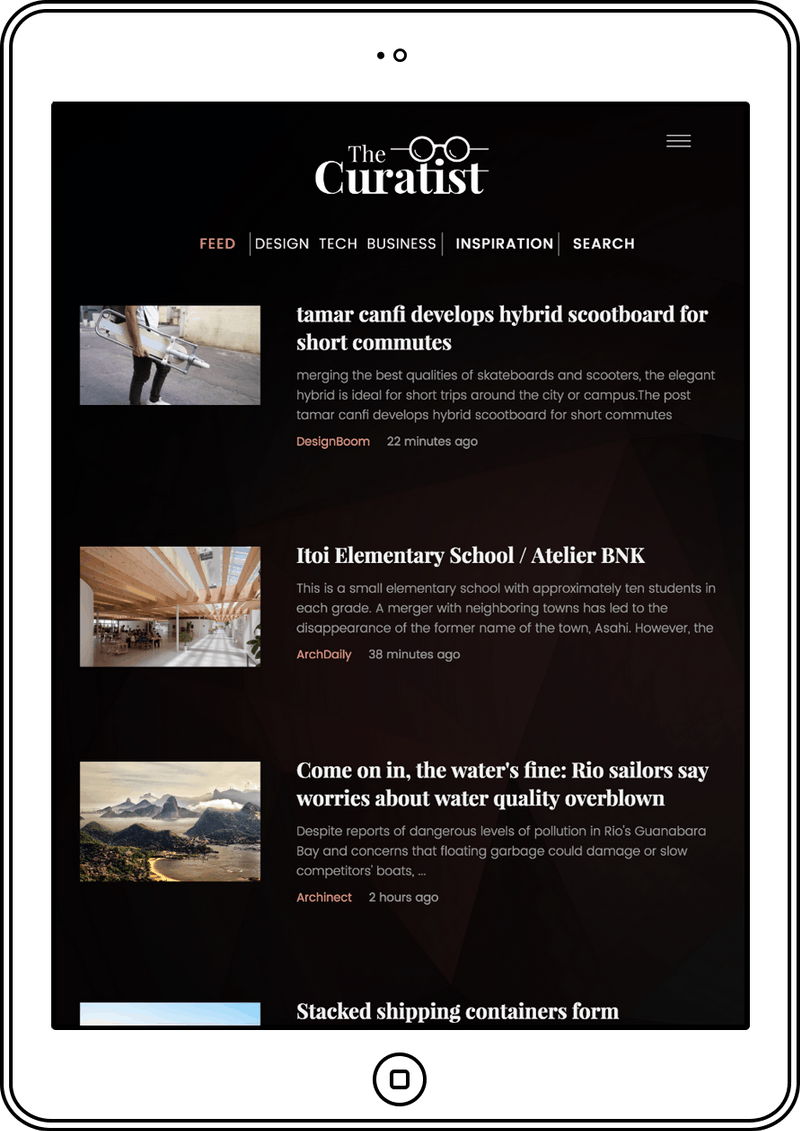 The
Curatist
FEED DESIGN TECH BUSINESS INSPIRATION SEARCH
tamar canfi develops hybrid scootboard for
short commutes
merging the best qualities of skateboards and scooters, the elegant
hybrid is ideal for short trips around the city or campus.The post
tamar canfi develops hybrid scootboard for short commutes
DesignBoom 22 minutes ago
Itoi Elementary School / Atelier BNK
This is a small elementary school with approximately ten students in
each grade. A merger with neighboring towns has led to the
disappearance of the former name of the town, Asahi. However, the
ArchDaily 38 minutes ago
Come on in, the water's fine: Rio sailors say
worries about water quality overblown
Despite reports of dangerous levels of pollution in Rio's Guanabara
Bay and concerns that floating garbage could damage or slow
competitors' boats, ...
Archinect 2 hours ago
Stacked shipping containers form